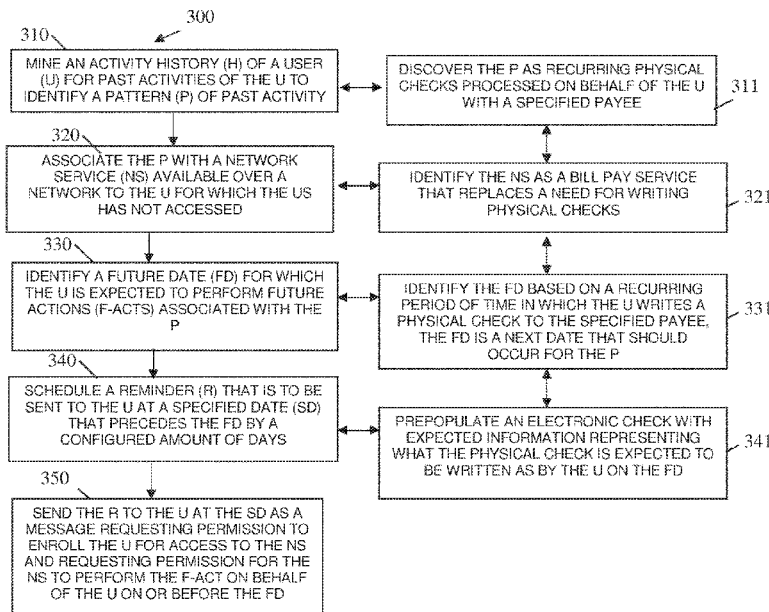 300
310
MINE AN ACTIVITY HISTORY (H) OF A USER
(U) FOR PAST ACTIVITIES OF THE U TO
IDENTIFY A PATTERN (P) OF PAST ACTIVITY
DISCOVER THE P AS RECURRING PHYSICAL
CHECKS PROCESSED ON BEHALF OF THE U
WITH A SPECIFIED PAYEE
311
320
ASSOCIATE THE P WITH A NETWORK
SERVICE (NS) AVAILABLE OVER A
NETWORK TO THE U FOR WHICH THE US
HAS NOT ACCESSED
IDENTIFY THE NS AS A BILL PAY SERVICE
THAT REPLACES A NEED FOR WRITING
PHYSICAL CHECKS
321
330
IDENTIFY A FUTURE DATE (FD) FOR WHICH
THE U IS EXPECTED TO PERFORM FUTURE
ACTIONS (F-ACTS) ASSOCIATED WITH THE
P
IDENTIFY THE FD BASED ON A RECURRING
PERIOD OF TIME IN WHICH THE U WRITES A
PHYSICAL CHECK TO THE SPECIFIED PAYEE,
THE FD IS A NEXT DATE THAT SHOULD
OCCUR FOR THE P
331
340
SCHEDULE A REMINDER (R) THAT IS TO BE
SENT TO THE U AT A SPECIFIED DATE (SD)
THAT PRECEDES THE FD BY A
CONFIGURED AMOUNT OF DAYS
PREPOPULATE AN ELECTRONIC CHECK WITH
EXPECTED INFORMATION REPRESENTING
WHAT THE PHYSICAL CHECK IS EXPECTED TO
BE WRITTEN AS BY THE U ON THE FD
341
350
SEND THE R TO THE U AT THE SD AS A
MESSAGE REQUESTING PERMISSION TO
ENROLL THE U FOR ACCESS TO THE NS
AND REQUESTING PERMISSION FOR THE
NS TO PERFORM THE F-ACT ON BEHALF
OF THE U ON OR BEFORE THE FD